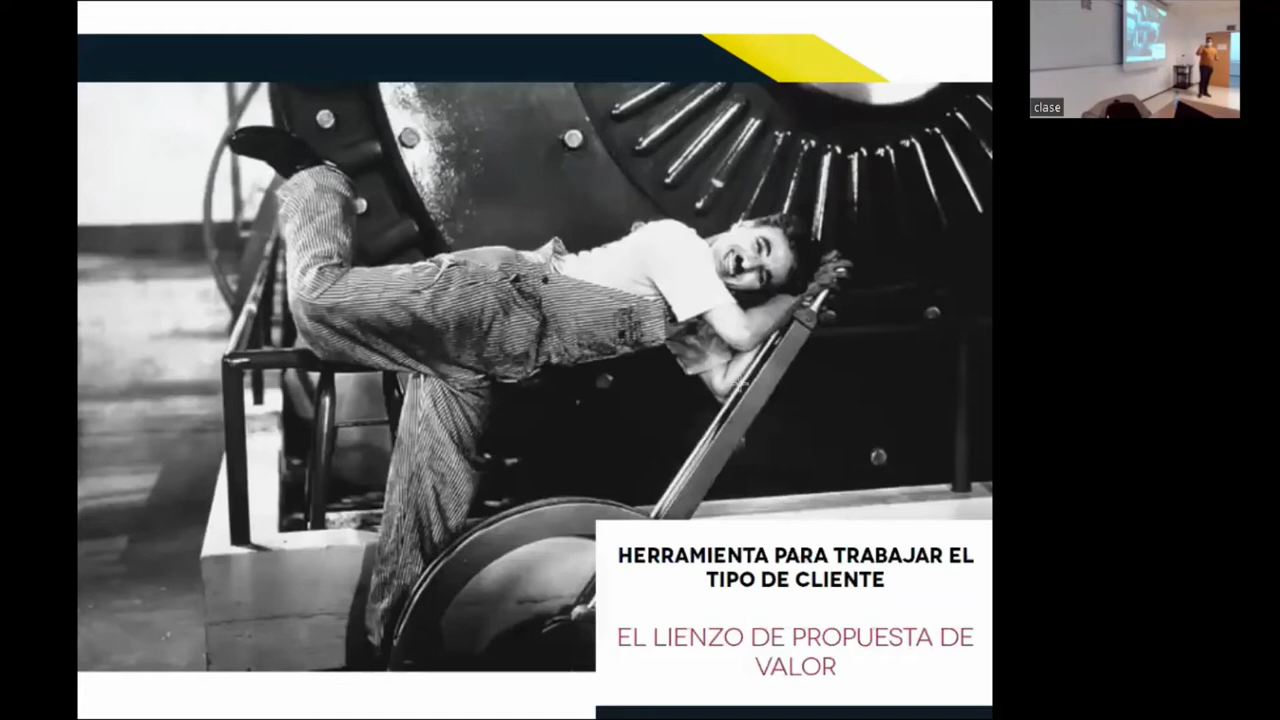 clase
HERRAMIENTA PARA TRABAJAR EL
TIPO DE CLIENTE
EL LIENZO DE PROPUESTA DE
VALOR